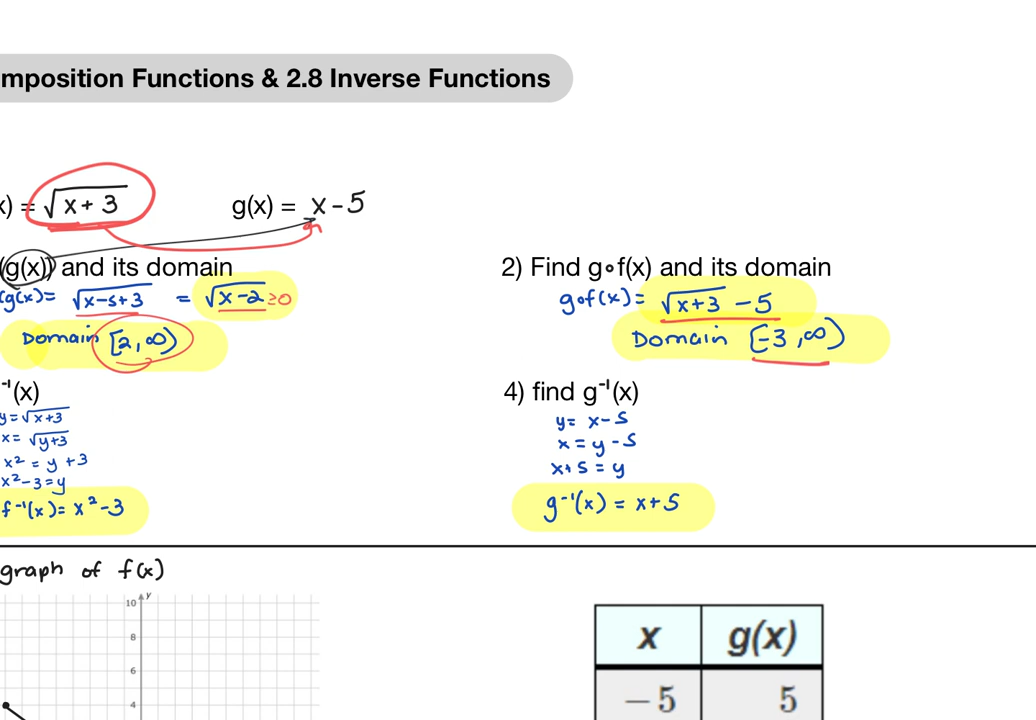 mposition Functions & 2.8 Inverse Functions
x) = √x + 3
g(x) = x - 5
(g(x)) and its domain
(g(x)= √x-5+3 = √x-2 ≥0
Domain [2,∞)
2) Find g∘f(x) and its domain
g∘f(x)= √x+3 - 5
Domain [-3,∞)
⁻¹(x)
y=√x+3
x= √y+3
x² = y +3
x²-3=y
f⁻¹(x)= x²-3
4) find g⁻¹(x)
y= x-5
x = y -5
x+5 = y
g⁻¹(x) = x+5
graph of f(x)
y
10
8
6
4
x g(x)
-5 5